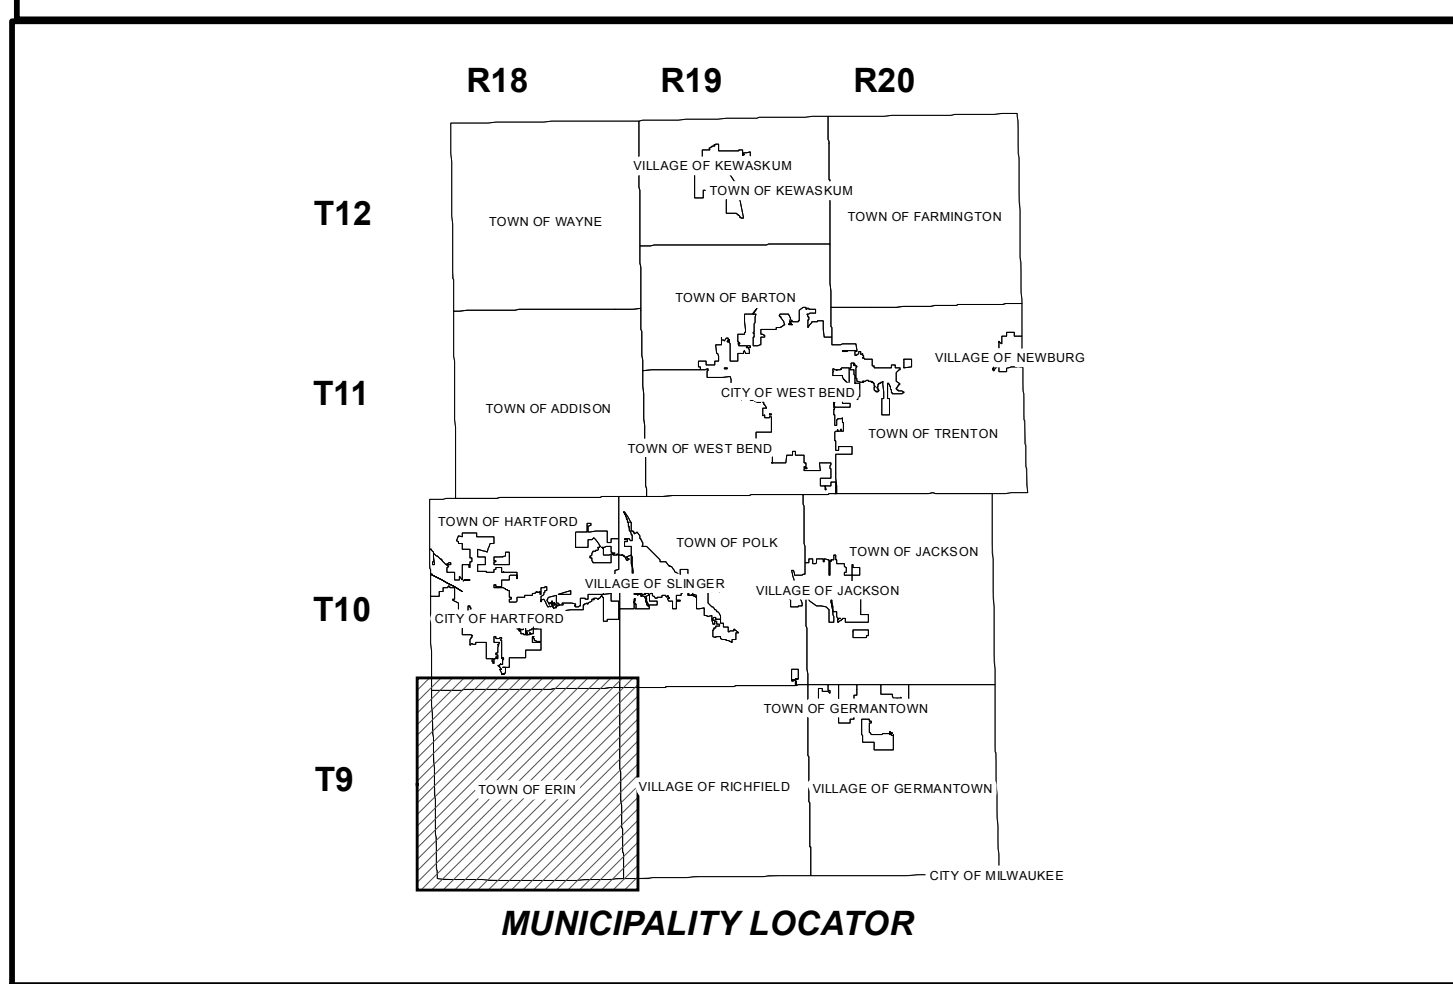 R18 R19 R20
VILLAGE OF KEWASKUM
TOWN OF KEWASKUM
T12
TOWN OF WAYNE
TOWN OF FARMINGTON
TOWN OF BARTON
VILLAGE OF NEWBURG
T11
CITY OF WEST BEND
TOWN OF ADDISON
TOWN OF TRENTON
TOWN OF WEST BEND
TOWN OF HARTFORD
TOWN OF POLK
TOWN OF JACKSON
VILLAGE OF SLINGER
VILLAGE OF JACKSON
T10
CITY OF HARTFORD
TOWN OF GERMANTOWN
T9
TOWN OF ERIN
VILLAGE OF RICHFIELD
VILLAGE OF GERMANTOWN
CITY OF MILWAUKEE
MUNICIPALITY LOCATOR